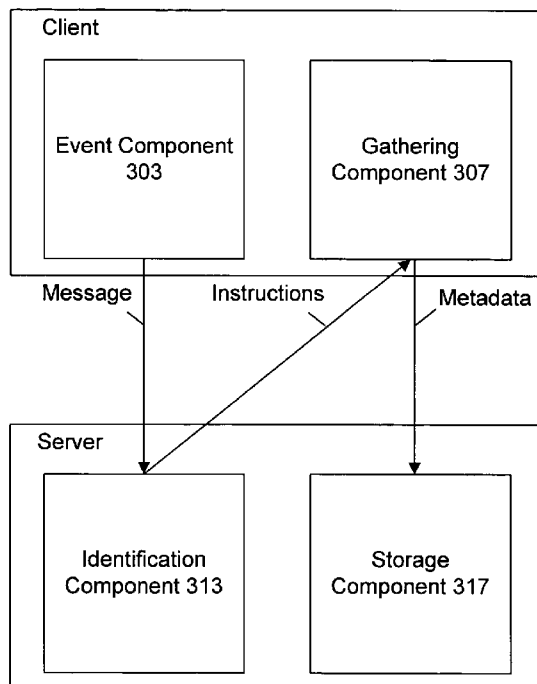 Client
Event Component
303
Gathering
Component 307
Message
Instructions
Metadata
Server
Identification
Component 313
Storage
Component 317